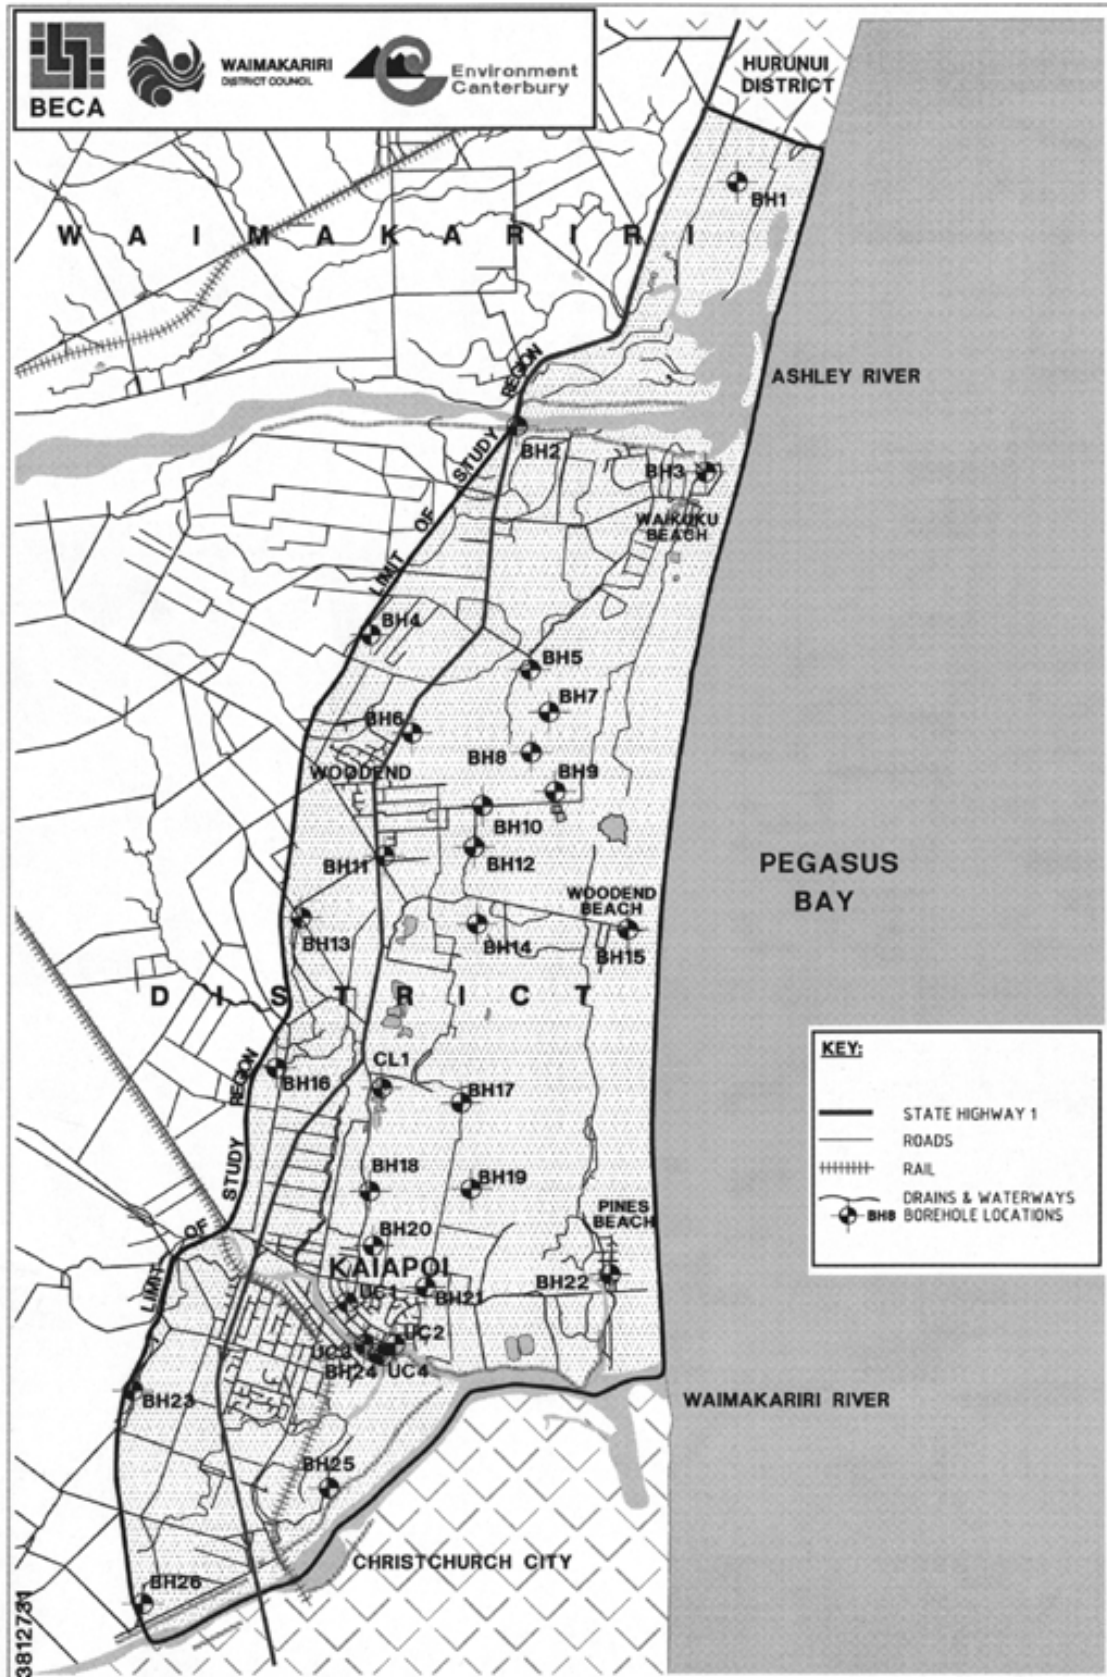 BECA
WAIMAKARIRI
DISTRICT COUNCIL
Environment
Canterbury
HURUNUI
DISTRICT
BH1
WAIMAKARIRI
LIMIT OF STUDY REGION
ASHLEY RIVER
BH2
BH3
WAIKUKU
BEACH
BH4
BH5
BH7
BH6
BH8
WOODEND
BH9
BH10
BH11
BH12
PEGASUS
BAY
WOODEND
BEACH
BH13
BH14
BH15
DISTRICT
KEY:
STATE HIGHWAY 1
ROADS
RAIL
DRAINS & WATERWAYS
BH8 BOREHOLE LOCATIONS
CL1
BH16
BH17
LIMIT OF STUDY REGION
BH18
BH19
PINES
BEACH
BH20
KAIAPOI
BH22
UC1
BH21
UC2
UC3
BH24
UC4
BH23
WAIMAKARIRI RIVER
BH25
CHRISTCHURCH CITY
BH26
3812731